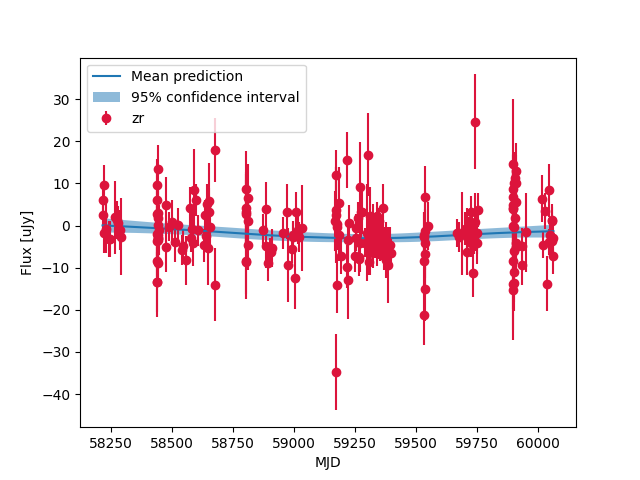 Mean prediction
95% confidence interval
zr
Flux [uJy]
30
20
10
0
−10
−20
−30
−40
58250 58500 58750 59000 59250 59500 59750 60000
MJD